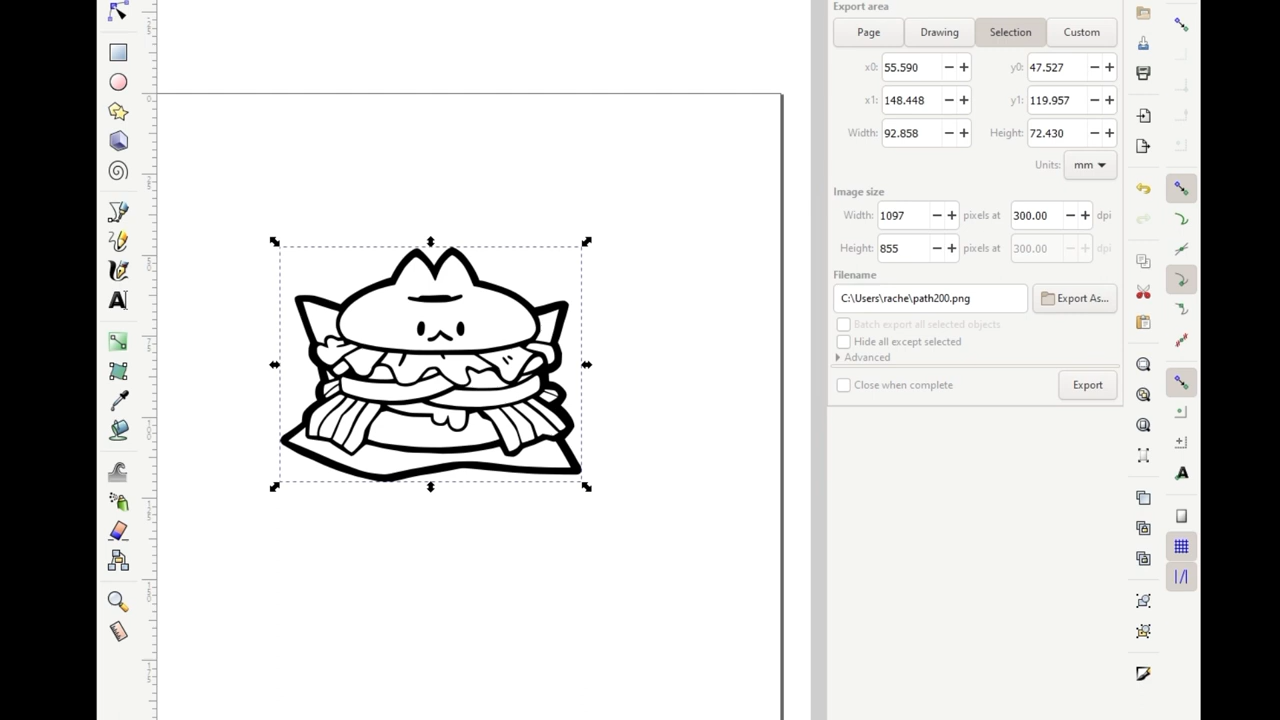 Export area
Page Drawing Selection Custom
x0: 55.590 y0: 47.527
x1: 148.448 y1: 119.957
Width: 92.858 Height: 72.430
Units: mm
Image size
Width: 1097 pixels at 300.00 dpi
Height: 855 pixels at 300.00 dpi
Filename
C:\Users\rache\path200.png Export As...
Batch export all selected objects
Hide all except selected
Advanced
Close when complete Export